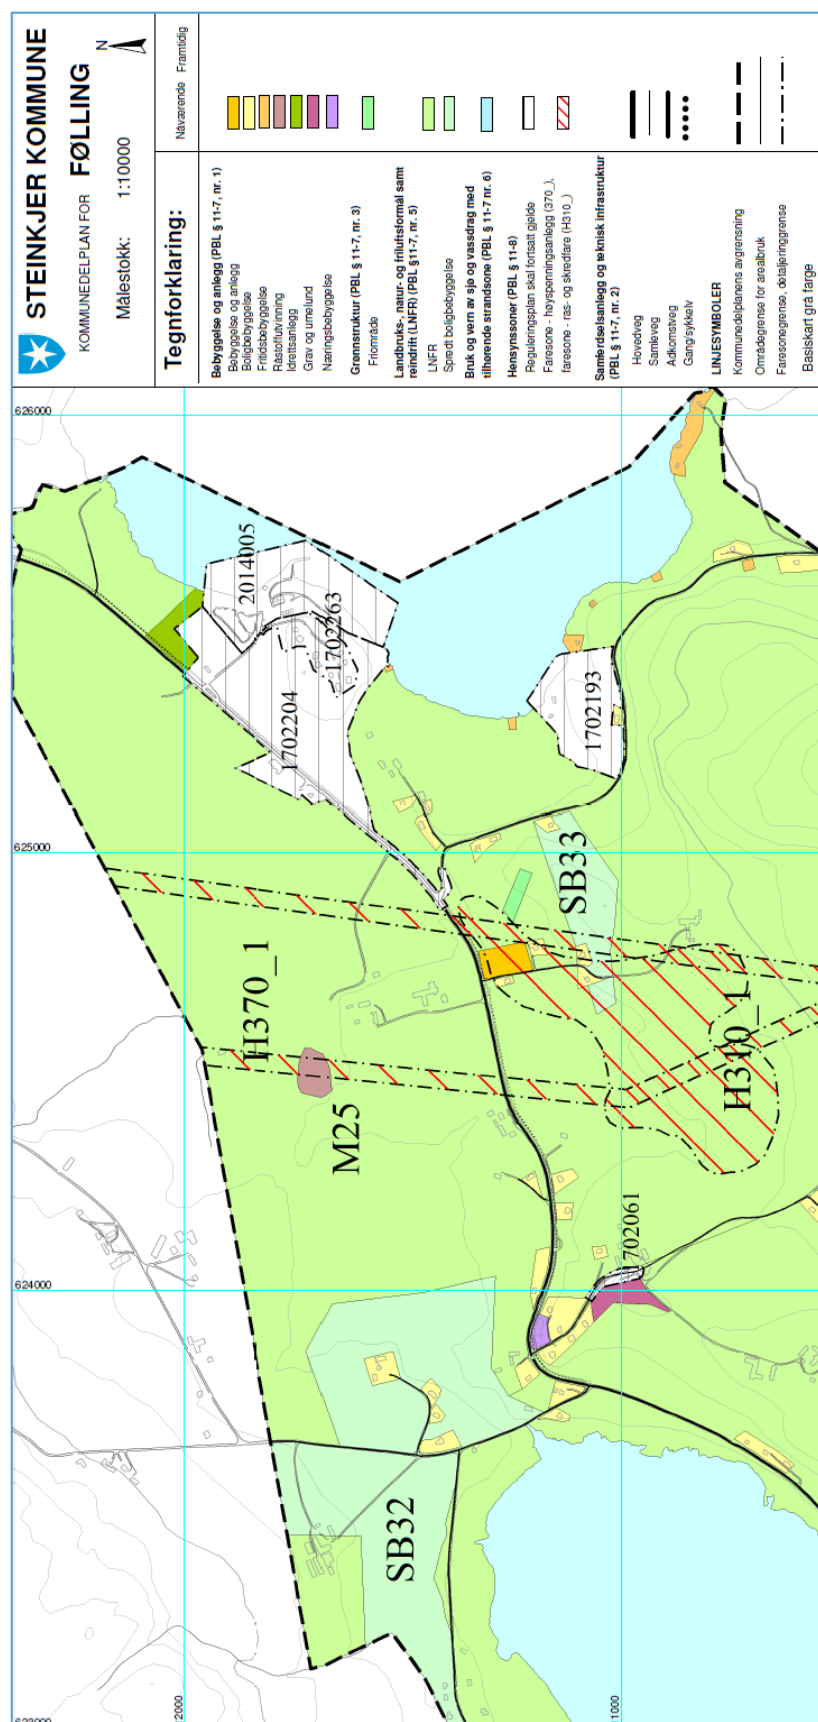 STEINKJER KOMMUNE
KOMMUNEDELPLAN FOR FØLLING
N
Målestokk: 1:10000
Tegnforklaring:
Nåværende Framtidig
Bebyggelse og anlegg (PBL § 11-7, nr. 1)
Bebyggelse og anlegg
Boligbebyggelse
Fritidsbebyggelse
Råstoffutvinning
Idrettsanlegg
Grav og urnelund
Næringsbebyggelse
Grønnstruktur (PBL § 11-7, nr. 3)
Friområde
Landbruks-, natur- og friluftsformål samt
reindrift (LNFR) (PBL §11-7, nr. 5)
LNFR
Spredt boligbebyggelse
Bruk og vern av sjø og vassdrag med
tilhørende strandsone (PBL § 11-7 nr. 6)
Hensynssoner (PBL § 11-8)
Reguleringsplan skal fortsatt gjelde
Faresone - høyspenningsanlegg (370_),
faresone - ras- og skredfare (H310_)
Samferdselsanlegg og teknisk infrastruktur
(PBL § 11-7, nr. 2)
Hovedveg
Samleveg
Adkomstveg
Gang/sykkelv
LINJESYMBOLER
Kommunedelplanens avgrensning
Områdegrense for arealbruk
Faresonegrense, detaljeringgrense
Basiskart grå farge
626000
2014005
1702263
1702204
1702193
625000
SB33
H370_1
H310_1
M25
1702061
624000
SB32